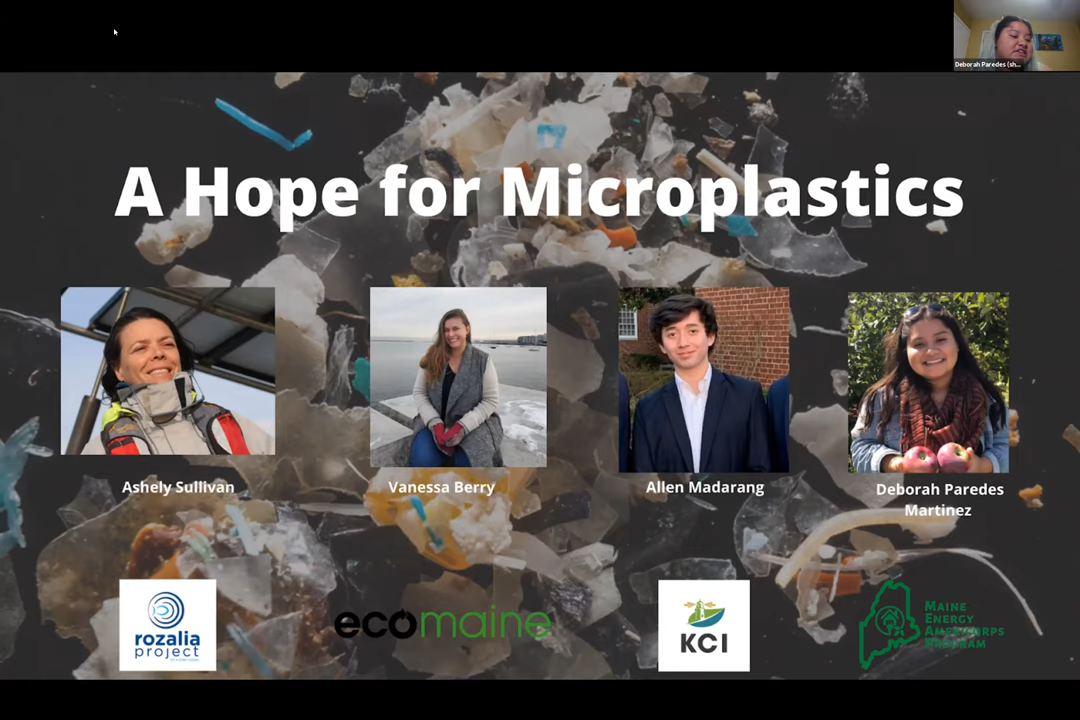 Deborah Paredes (sh...
A Hope for Microplastics
Ashely Sullivan
Vanessa Berry
Allen Madarang
Deborah Paredes
Martinez
rozalia
project
ecomaine
KCI
MAINE
ENERGY
AMERICORPS
PROGRAM